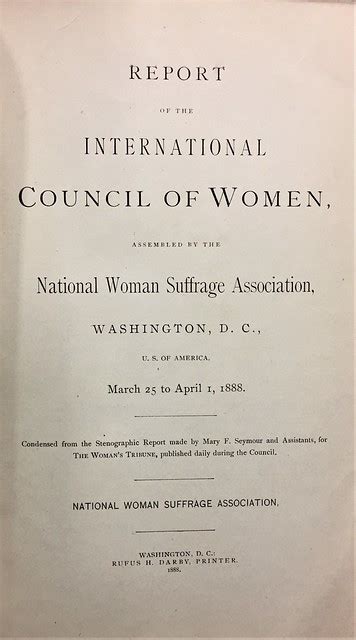 REPORT
OF THE
INTERNATIONAL
COUNCIL OF WOMEN,
ASSEMBLED BY THE
National Woman Suffrage Association,
WASHINGTON, D. C.,
U. S. OF AMERICA.
March 25 to April 1, 1888.
Condensed from the Stenographic Report made by Mary F. Seymour and Assistants, for
THE WOMAN'S TRIBUNE, published daily during the Council.
NATIONAL WOMAN SUFFRAGE ASSOCIATION.
WASHINGTON, D. C.:
RUFUS H. DARBY, PRINTER.
1888.